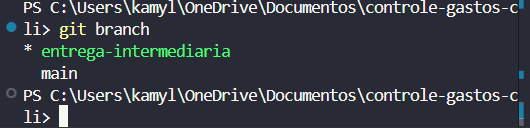 PS C:\Users\kamyl\OneDrive\Documentos\controle-gastos-c
li> git branch
* entrega-intermediaria
main
PS C:\Users\kamyl\OneDrive\Documentos\controle-gastos-c
li>